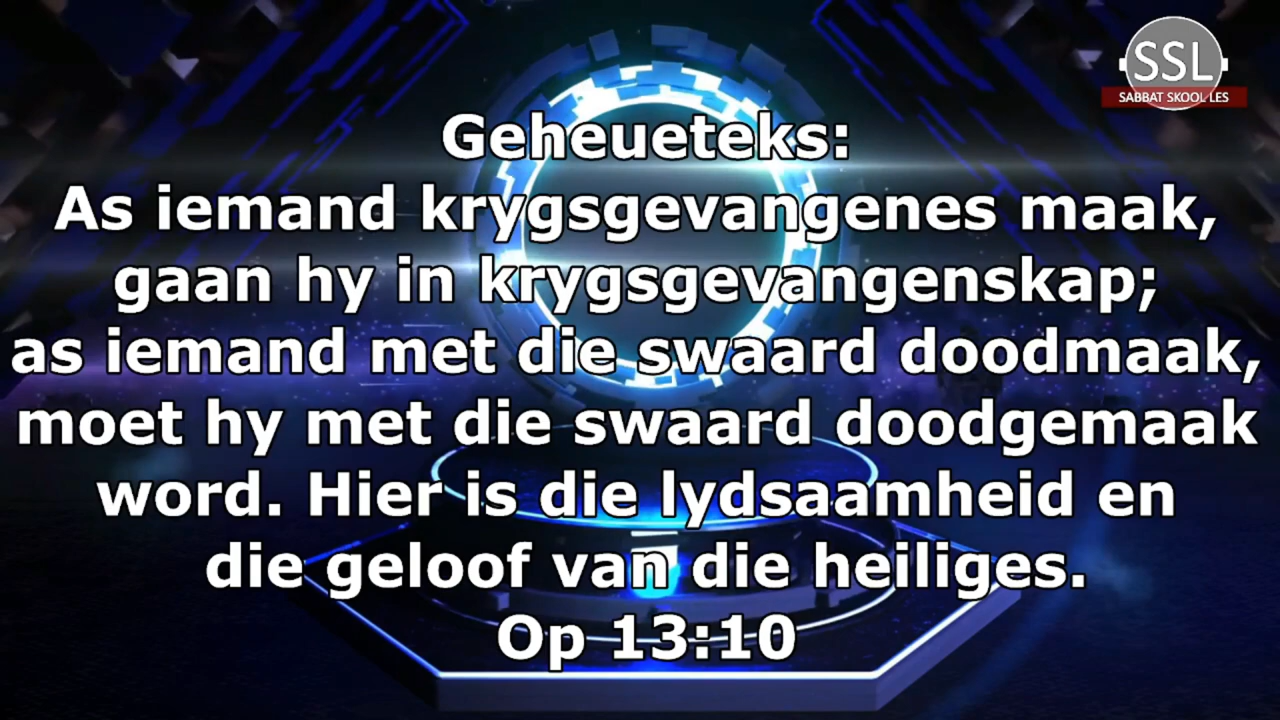 SSL
SABBAT SKOOL LES
Geheueteks:
As iemand krygsgevangenes maak,
gaan hy in krygsgevangenskap;
as iemand met die swaard doodmaak,
moet hy met die swaard doodgemaak
word. Hier is die lydsaamheid en
die geloof van die heiliges.
Op 13:10